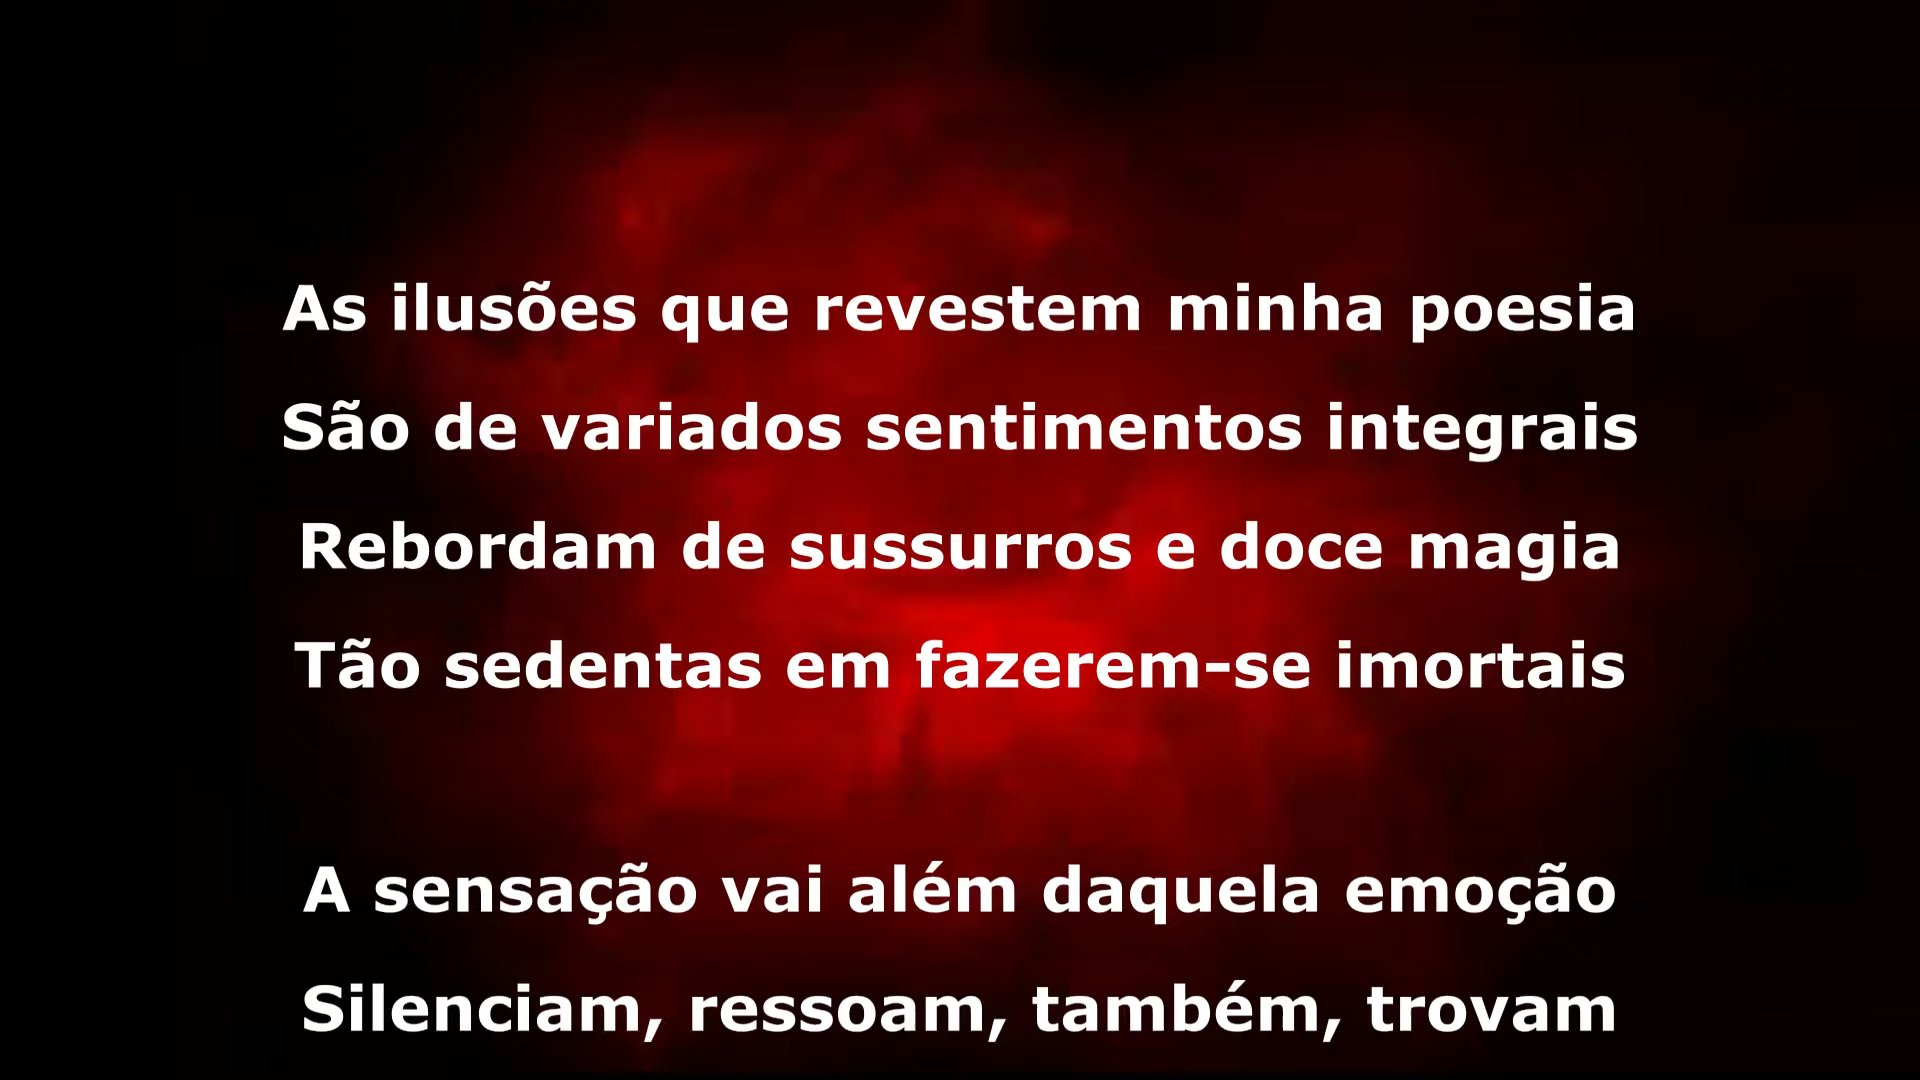 As ilusões que revestem minha poesia
São de variados sentimentos integrais
Rebordam de sussurros e doce magia
Tão sedentas em fazerem-se imortais
A sensação vai além daquela emoção
Silenciam, ressoam, também, trovam